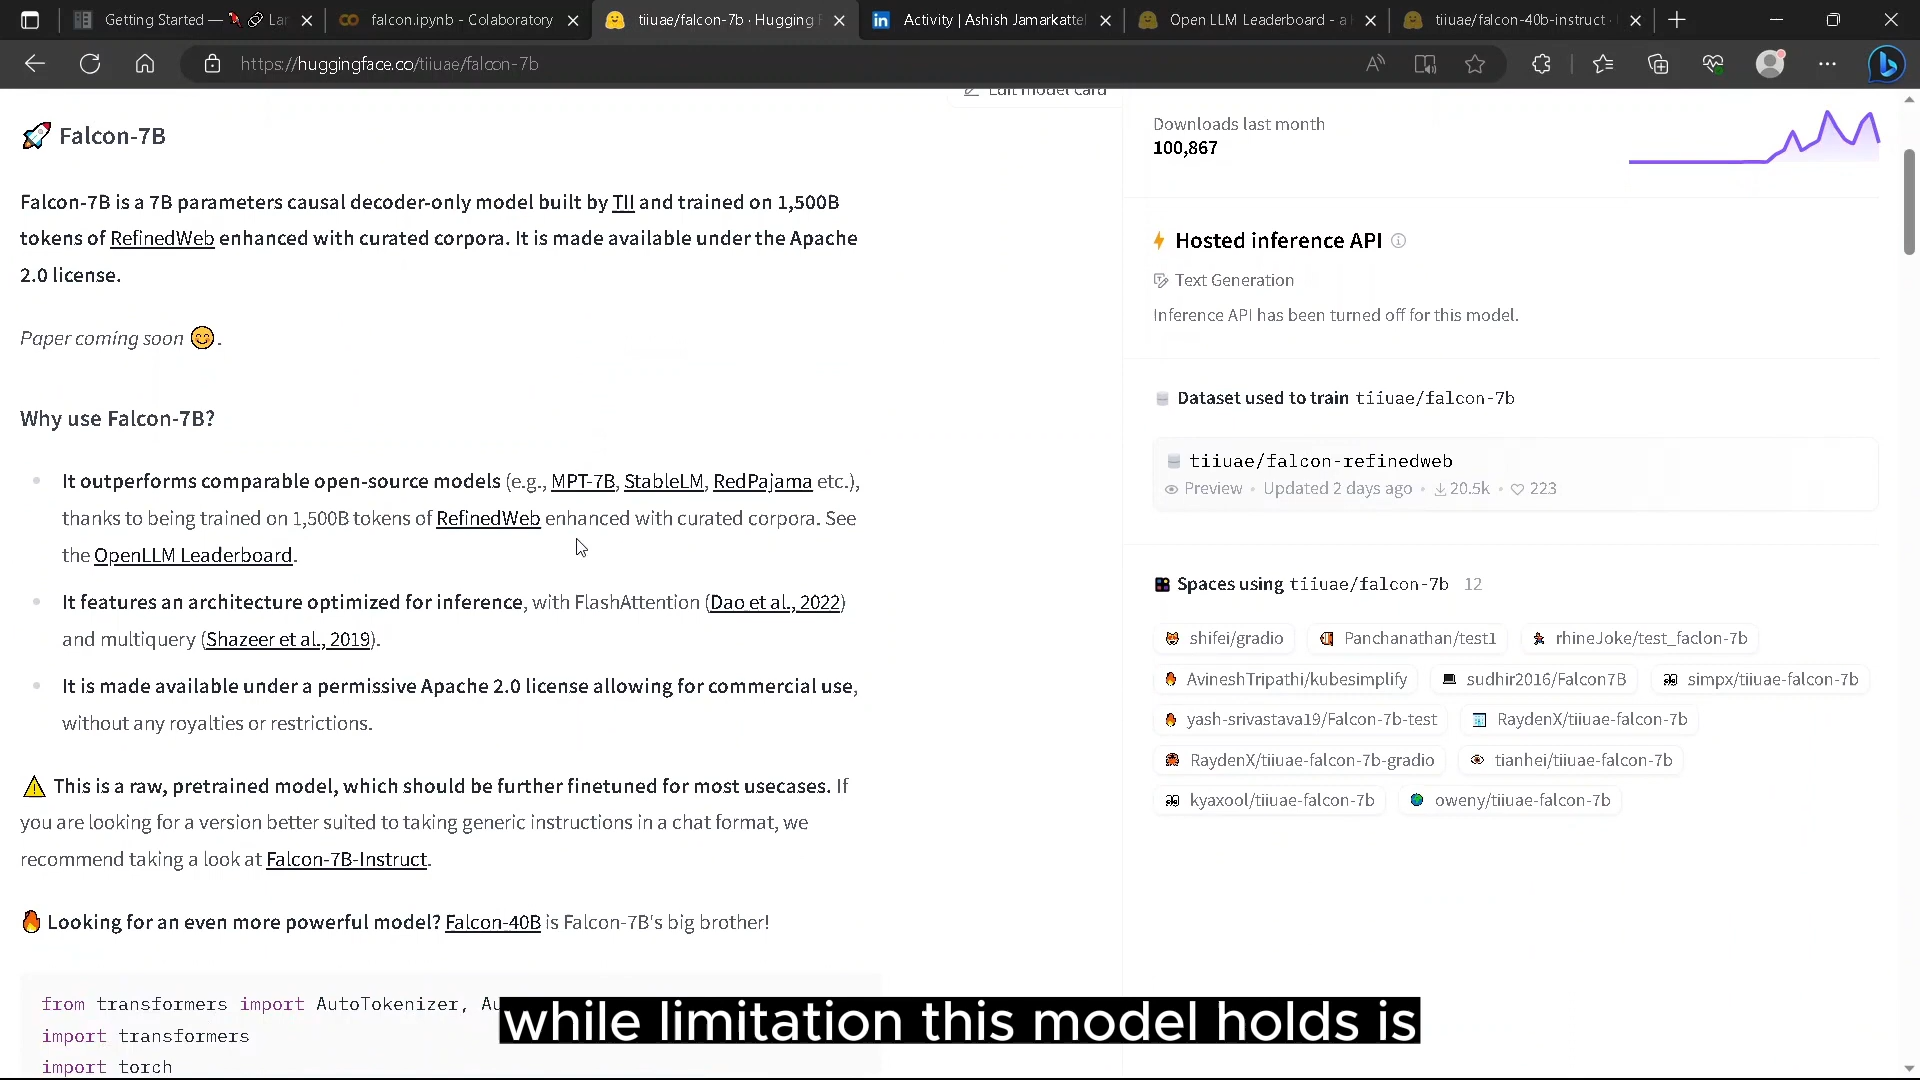 Getting Started — 🦜🔗 Lan
falcon.ipynb - Colaboratory
tiiuae/falcon-7b · Hugging F
Activity | Ashish Jamarkattel
Open LLM Leaderboard - a H
tiiuae/falcon-40b-instruct ·
https://huggingface.co/tiiuae/falcon-7b
Edit model card
🚀 Falcon-7B
Falcon-7B is a 7B parameters causal decoder-only model built by TII and trained on 1,500B
tokens of RefinedWeb enhanced with curated corpora. It is made available under the Apache
2.0 license.
Paper coming soon 😊.
Why use Falcon-7B?
It outperforms comparable open-source models (e.g., MPT-7B, StableLM, RedPajama etc.),
thanks to being trained on 1,500B tokens of RefinedWeb enhanced with curated corpora. See
the OpenLLM Leaderboard.
It features an architecture optimized for inference, with FlashAttention (Dao et al., 2022)
and multiquery (Shazeer et al., 2019).
It is made available under a permissive Apache 2.0 license allowing for commercial use,
without any royalties or restrictions.
⚠️ This is a raw, pretrained model, which should be further finetuned for most usecases. If
you are looking for a version better suited to taking generic instructions in a chat format, we
recommend taking a look at Falcon-7B-Instruct.
🔥 Looking for an even more powerful model? Falcon-40B is Falcon-7B's big brother!
from transformers import AutoTokenizer, Au
import transformers
import torch
Downloads last month
100,867
⚡ Hosted inference API
Text Generation
Inference API has been turned off for this model.
Dataset used to train tiiuae/falcon-7b
tiiuae/falcon-refinedweb
Preview • Updated 2 days ago • 20.5k • 223
Spaces using tiiuae/falcon-7b 12
shifei/gradio Panchanathan/test1 rhineJoke/test_faclon-7b
AvineshTripathi/kubesimplify sudhir2016/Falcon7B simpx/tiiuae-falcon-7b
yash-srivastava19/Falcon-7b-test RaydenX/tiiuae-falcon-7b
RaydenX/tiiuae-falcon-7b-gradio tianhei/tiiuae-falcon-7b
kyaxool/tiiuae-falcon-7b oweny/tiiuae-falcon-7b
while limitation this model holds is